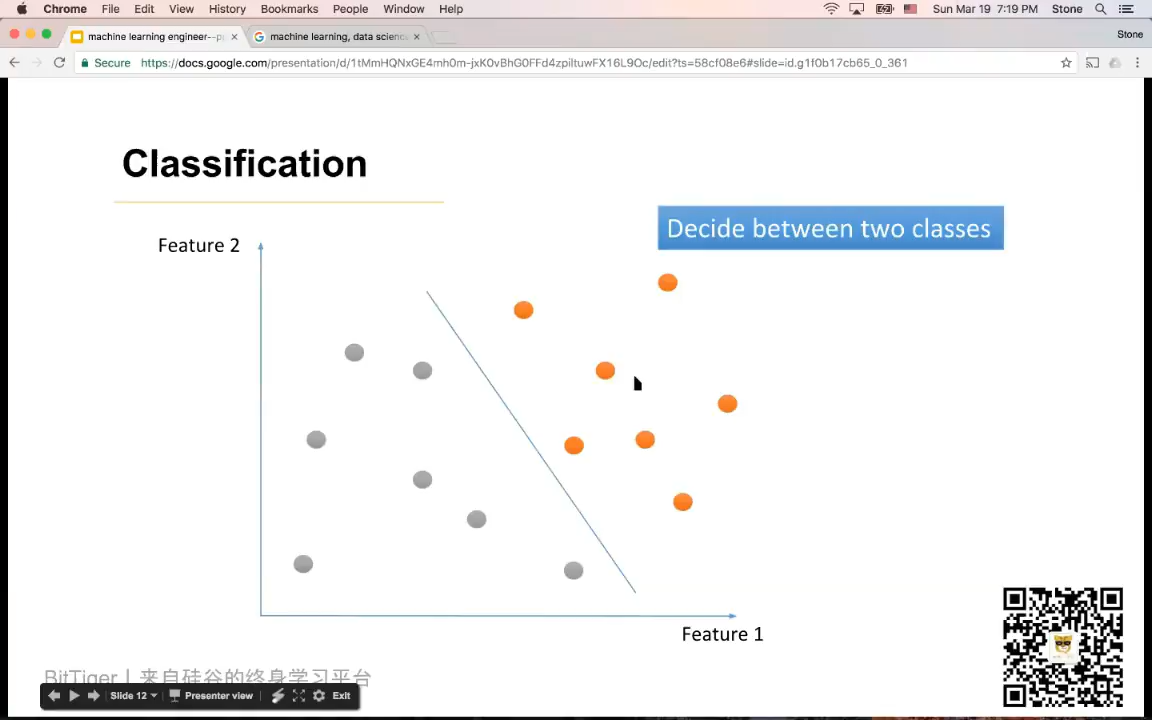 Chrome File Edit View History Bookmarks People Window Help Sun Mar 19 7:19 PM Stone
machine learning engineer--p machine learning, data science Stone
Secure https://docs.google.com/presentation/d/1tMmHQNxGE4mh0m-jxK0vBhG0FFd4zpiltuwFX16L9Oc/edit?ts=58cf08e6#slide=id.g1f0b17cb65_0_361
Classification
Decide between two classes
Feature 2
Feature 1
BitTiger | 来自硅谷的终身学习平台
Slide 12 Presenter view Exit